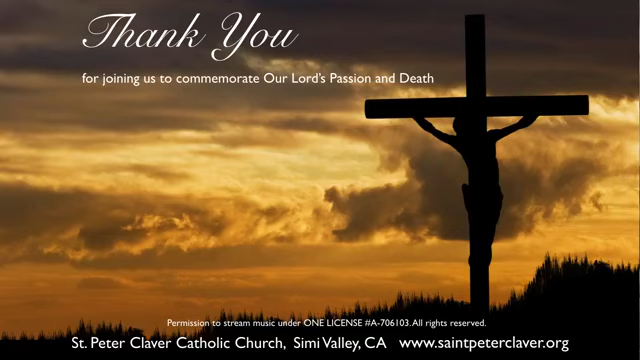 Thank You
for joining us to commemorate Our Lord's Passion and Death
Permission to stream music under ONE LICENSE #A-706103. All rights reserved.
St. Peter Claver Catholic Church, Simi Valley, CA www.saintpeterclaver.org